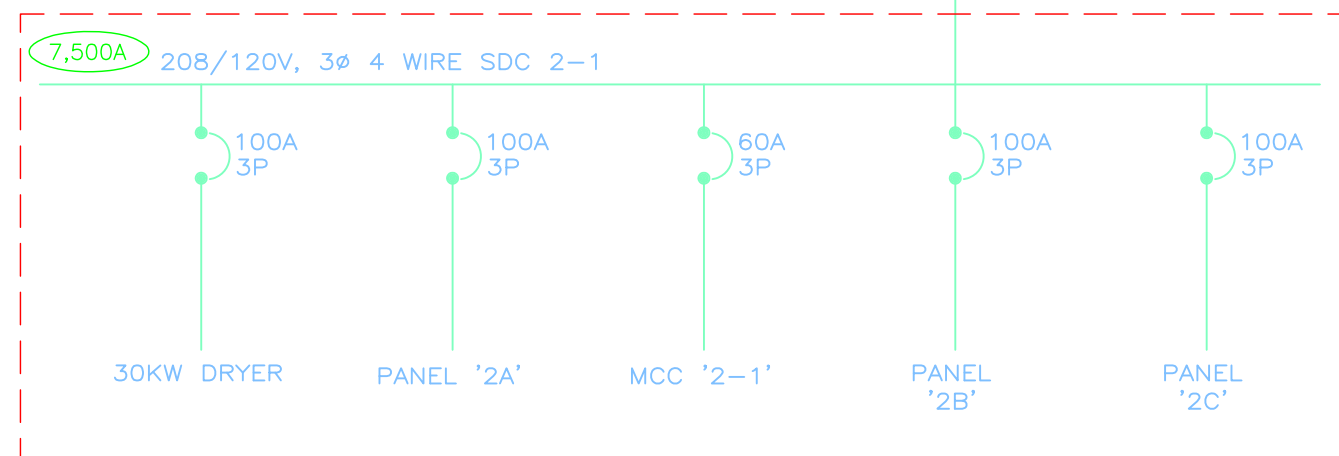 7,500A
208/120V, 3ø 4 WIRE SDC 2-1
100A
3P
100A
3P
60A
3P
100A
3P
100A
3P
30KW DRYER
PANEL '2A'
MCC '2-1'
PANEL
'2B'
PANEL
'2C'